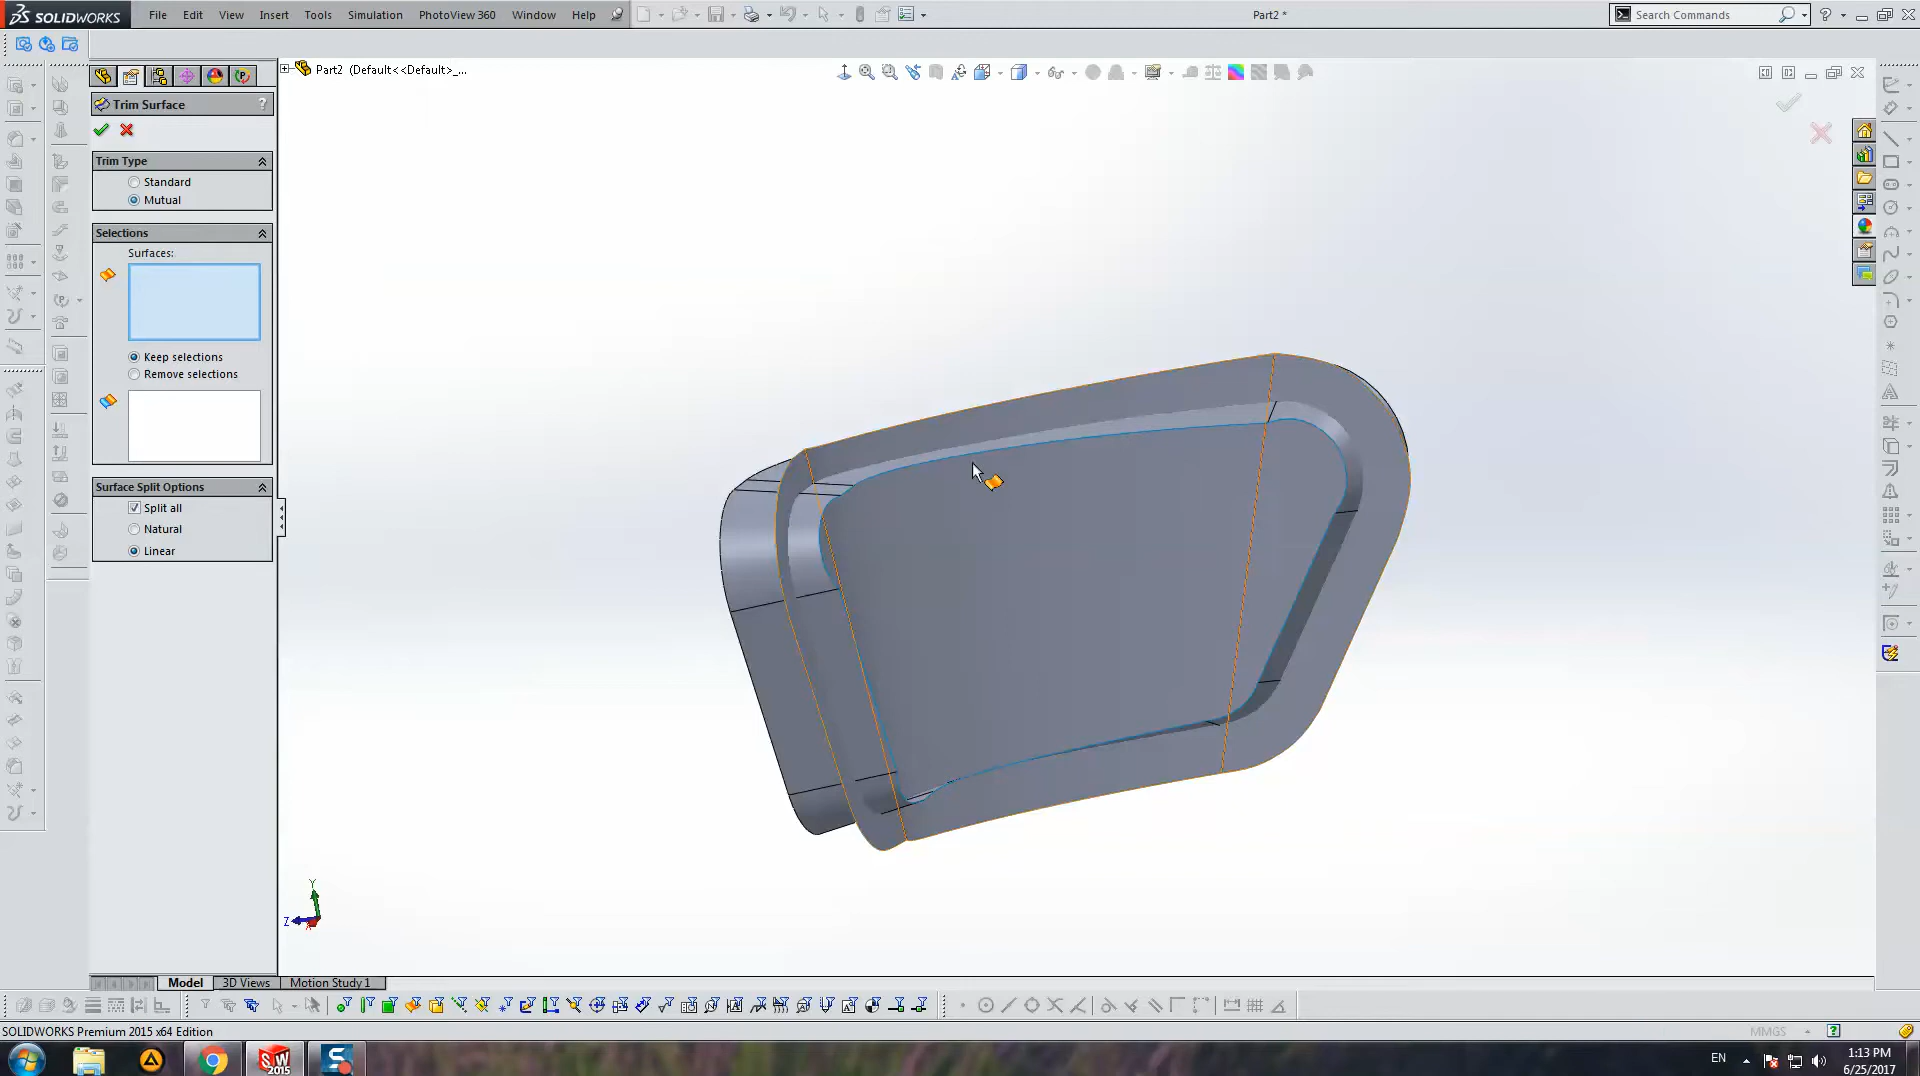 SOLIDWORKS File Edit View Insert Tools Simulation PhotoView 360 Window Help Part2 * Search Commands
Part2 (Default<<Default>_...
Trim Surface ?
Trim Type
Standard
Mutual
Selections
Surfaces:
Keep selections
Remove selections
Surface Split Options
Split all
Natural
Linear
Y
Z
Model 3D Views Motion Study 1
SOLIDWORKS Premium 2015 x64 Edition MMGS
EN 1:13 PM
6/25/2017